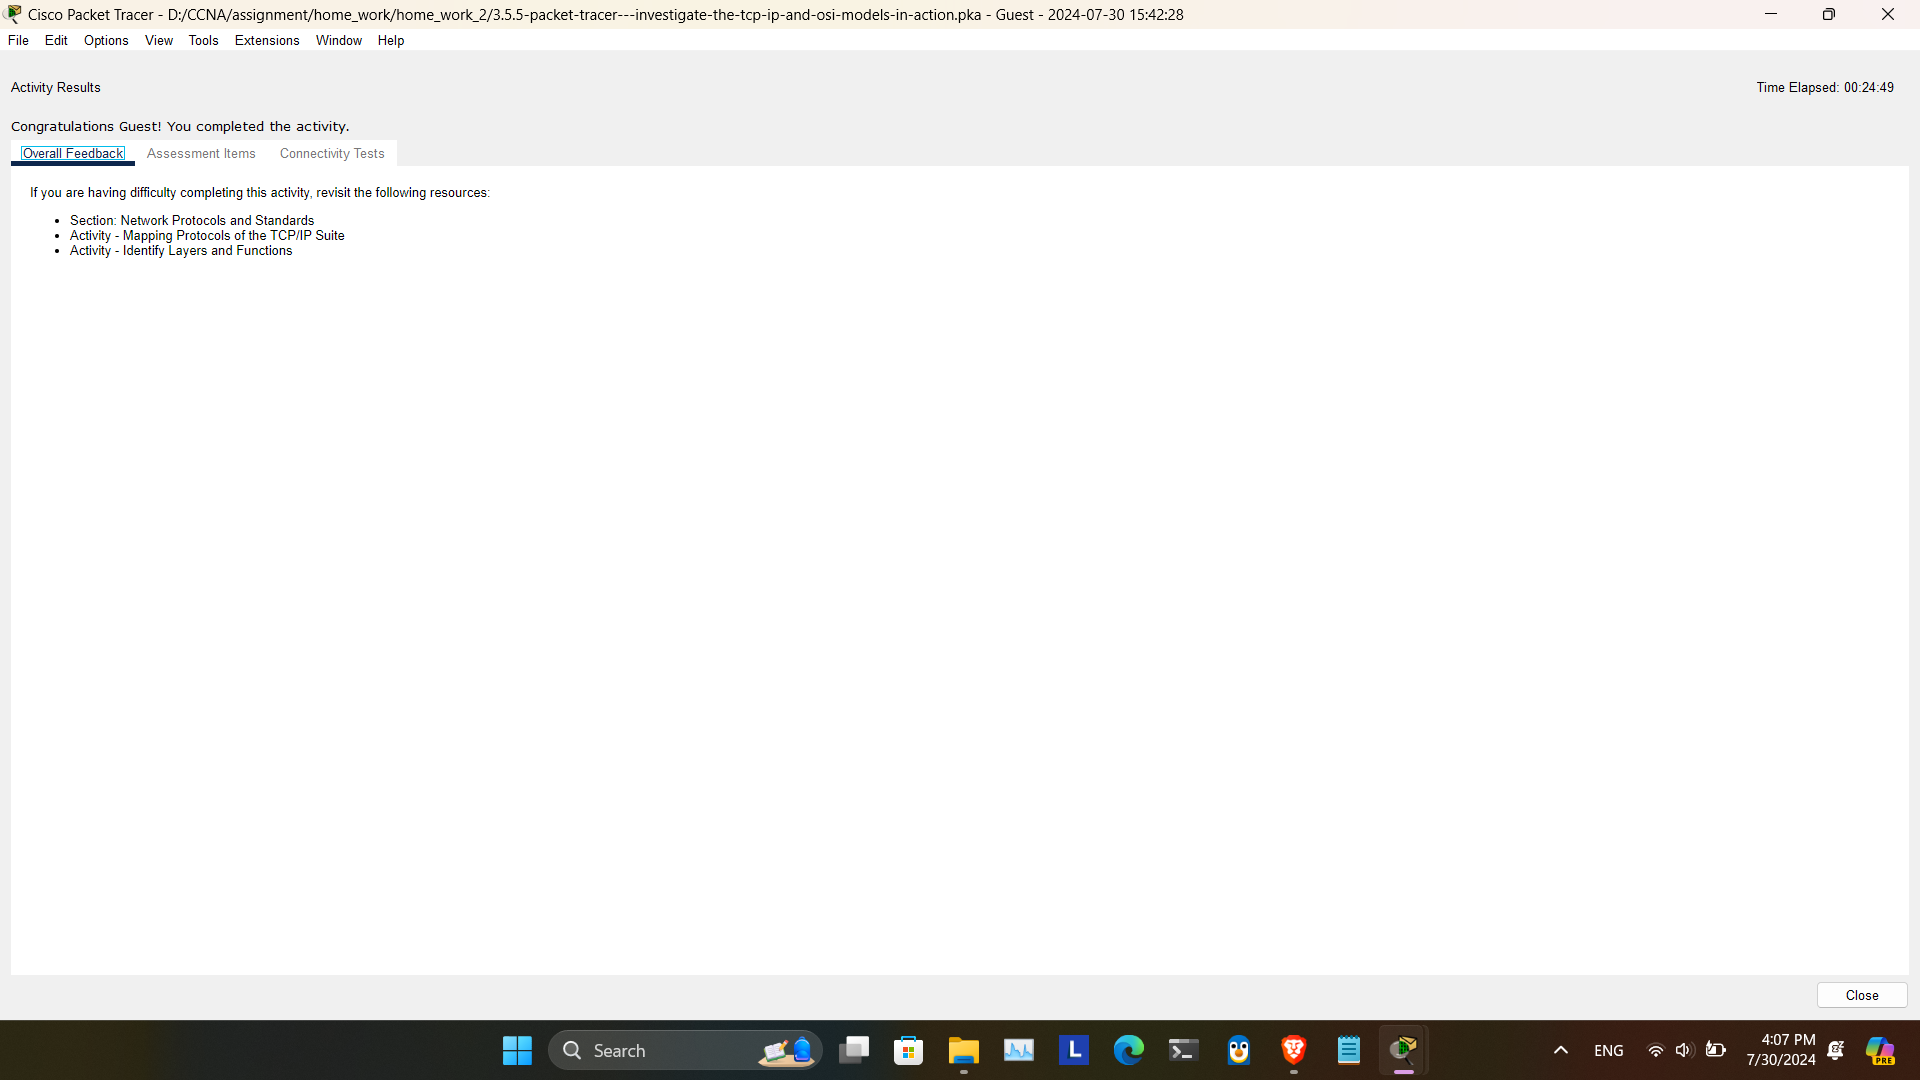 Cisco Packet Tracer - D:/CCNA/assignment/home_work/home_work_2/3.5.5-packet-tracer---investigate-the-tcp-ip-and-osi-models-in-action.pka - Guest - 2024-07-30 15:42:28
File Edit Options View Tools Extensions Window Help
Activity Results
Time Elapsed: 00:24:49
Congratulations Guest! You completed the activity.
Overall Feedback Assessment Items Connectivity Tests
If you are having difficulty completing this activity, revisit the following resources:
• Section: Network Protocols and Standards
• Activity - Mapping Protocols of the TCP/IP Suite
• Activity - Identify Layers and Functions
Close
Search
L
ENG
4:07 PM
7/30/2024
PRE